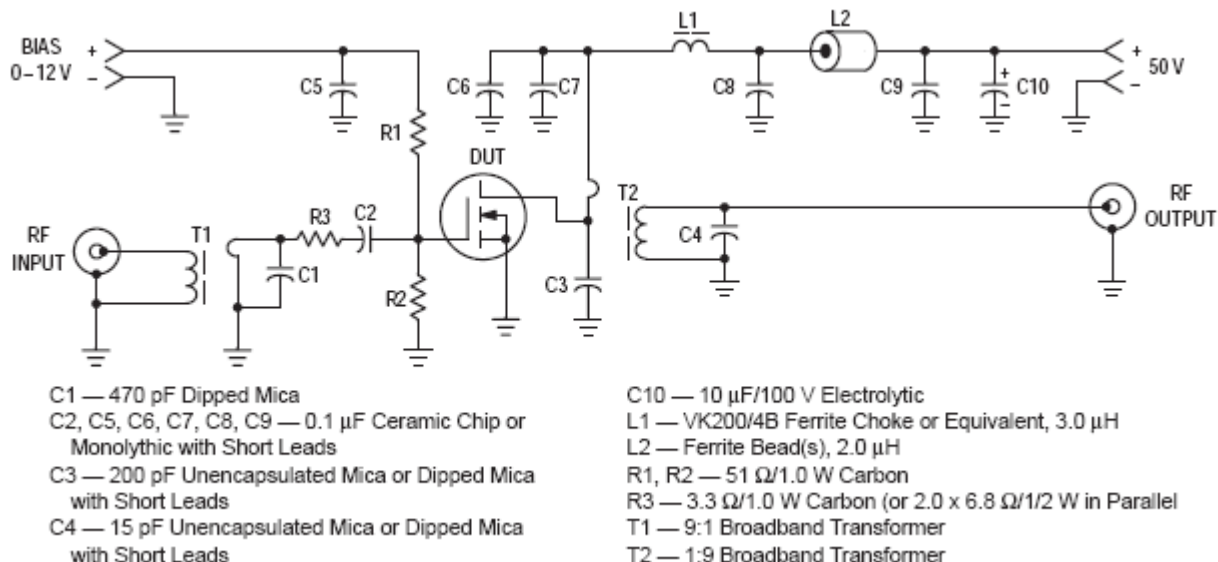 L1
L2
BIAS
0–12 V
+
–
C5
C6
C7
C8
C9
+
–
C10
+
–
50 V
R1
DUT
T2
RF
OUTPUT
RF
INPUT
T1
R3
C2
C1
R2
C3
C4
C1 — 470 pF Dipped Mica
C2, C5, C6, C7, C8, C9 — 0.1 μF Ceramic Chip or
Monolythic with Short Leads
C3 — 200 pF Unencapsulated Mica or Dipped Mica
with Short Leads
C4 — 15 pF Unencapsulated Mica or Dipped Mica
with Short Leads
C10 — 10 μF/100 V Electrolytic
L1 — VK200/4B Ferrite Choke or Equivalent, 3.0 μH
L2 — Ferrite Bead(s), 2.0 μH
R1, R2 — 51 Ω/1.0 W Carbon
R3 — 3.3 Ω/1.0 W Carbon (or 2.0 x 6.8 Ω/1/2 W in Parallel
T1 — 9:1 Broadband Transformer
T2 — 1:9 Broadband Transformer